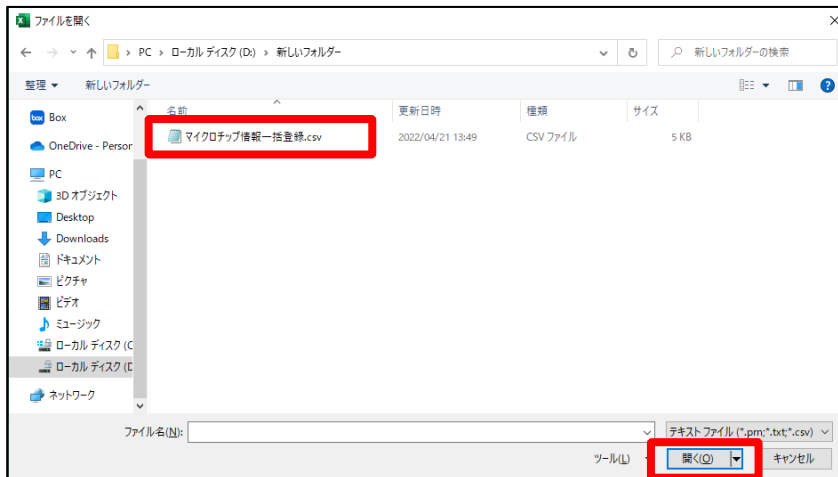 ファイルを開く
PC › ローカル ディスク (D:) › 新しいフォルダー
新しいフォルダーの検索
整理
新しいフォルダー
名前
更新日時
種類
サイズ
マイクロチップ情報一括登録.csv
2022/04/21 13:49
CSV ファイル
5 KB
box Box
OneDrive - Person
PC
3D オブジェクト
Desktop
Downloads
ドキュメント
ピクチャ
ビデオ
ミュージック
ローカル ディスク (C
ローカル ディスク (D
ネットワーク
ファイル名(N):
テキスト ファイル (*.prn;*.txt;*.csv)
ツール(L)
開く(O)
キャンセル